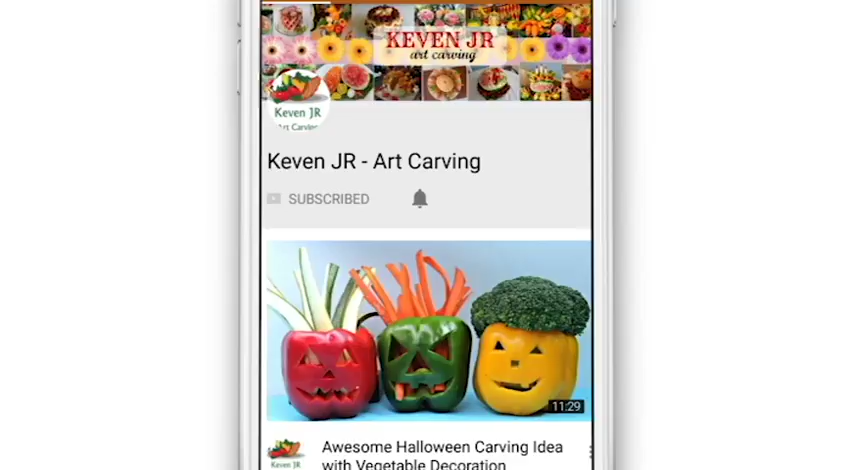 KEVEN JR
art carving
Keven JR
Art Carving
Keven JR - Art Carving
SUBSCRIBED
11:29
Awesome Halloween Carving Idea
with Vegetable Decoration
Keven JR